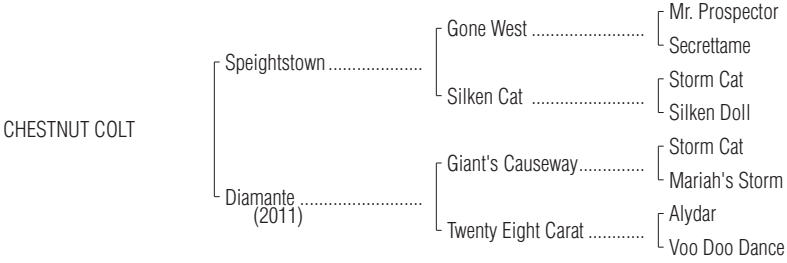 Mr. Prospector
Gone West ........................
Secrettame
Speightstown ....................
Storm Cat
Silken Cat ........................
Silken Doll
CHESTNUT COLT
Storm Cat
Giant's Causeway..............
Mariah's Storm
Diamante ..........................
(2011)
Alydar
Twenty Eight Carat ............
Voo Doo Dance